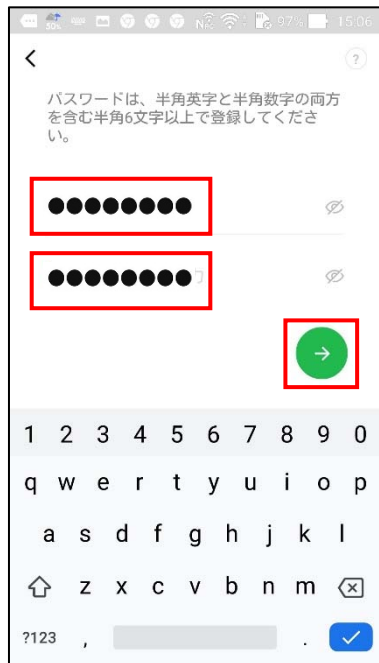 50% N 97% 15:06
?
パスワードは、半角英字と半角数字の両方
を含む半角6文字以上で登録してくださ
い。
●●●●●●●●
●●●●●●●●
1 2 3 4 5 6 7 8 9 0
q w e r t y u i o p
a s d f g h j k l
z x c v b n m
?123 , .